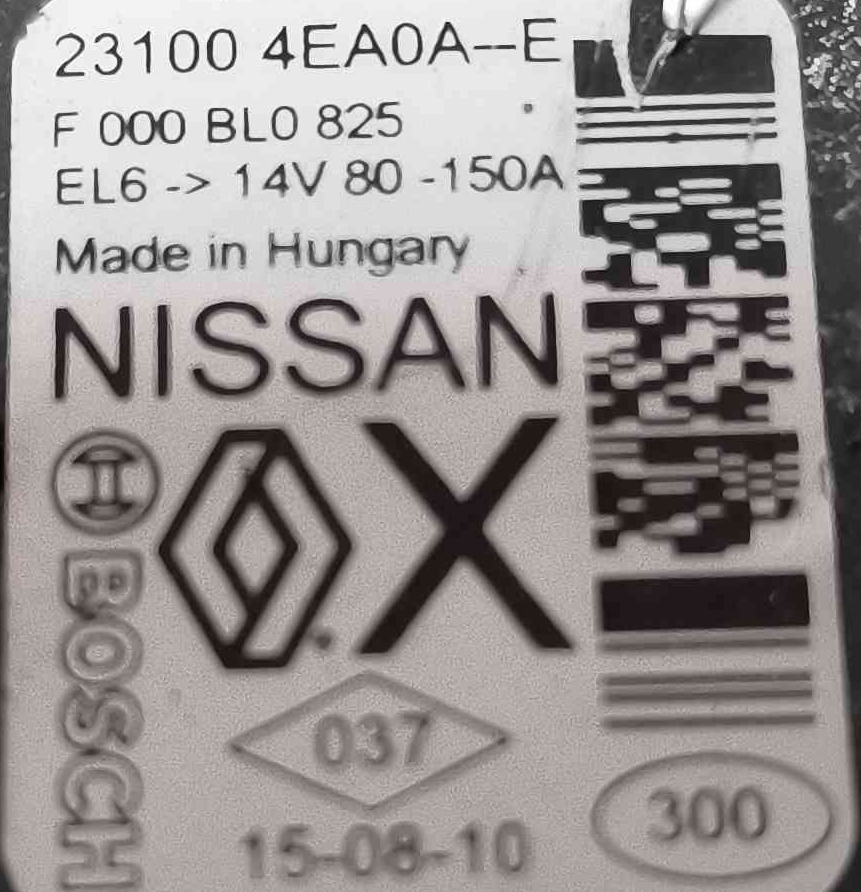 23100 4EA0A--E
F 000 BL0 825
EL6 -> 14V 80 -150A
Made in Hungary
NISSAN
X
BOSCH
037
300
15-08-10